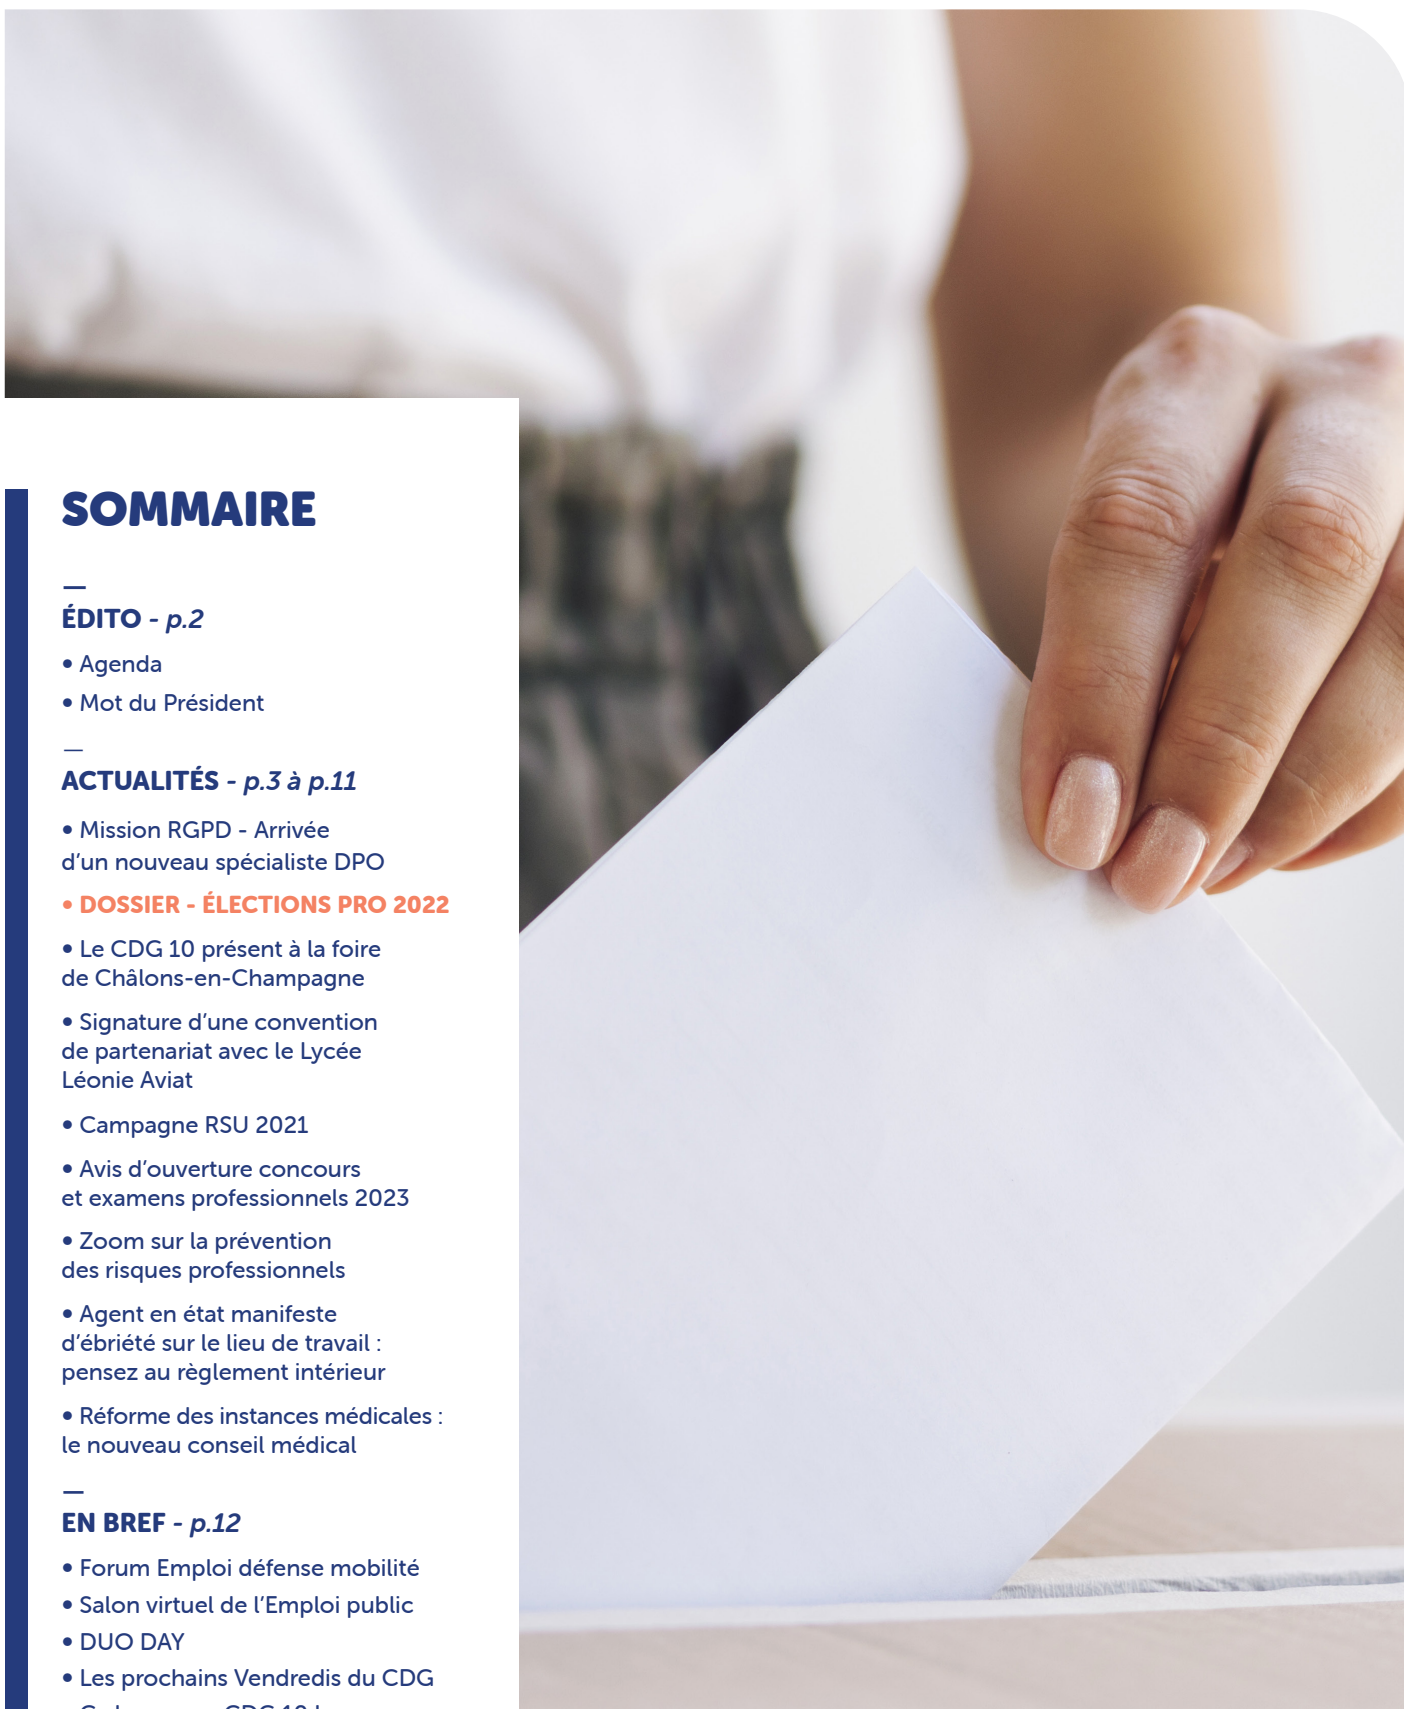 SOMMAIRE
—
ÉDITO - p.2
• Agenda
• Mot du Président
—
ACTUALITÉS - p.3 à p.11
• Mission RGPD - Arrivée
d’un nouveau spécialiste DPO
• DOSSIER - ÉLECTIONS PRO 2022
• Le CDG 10 présent à la foire
de Châlons-en-Champagne
• Signature d’une convention
de partenariat avec le Lycée
Léonie Aviat
• Campagne RSU 2021
• Avis d’ouverture concours
et examens professionnels 2023
• Zoom sur la prévention
des risques professionnels
• Agent en état manifeste
d’ébriété sur le lieu de travail :
pensez au règlement intérieur
• Réforme des instances médicales :
le nouveau conseil médical
—
EN BREF - p.12
• Forum Emploi défense mobilité
• Salon virtuel de l’Emploi public
• DUO DAY
• Les prochains Vendredis du CDG